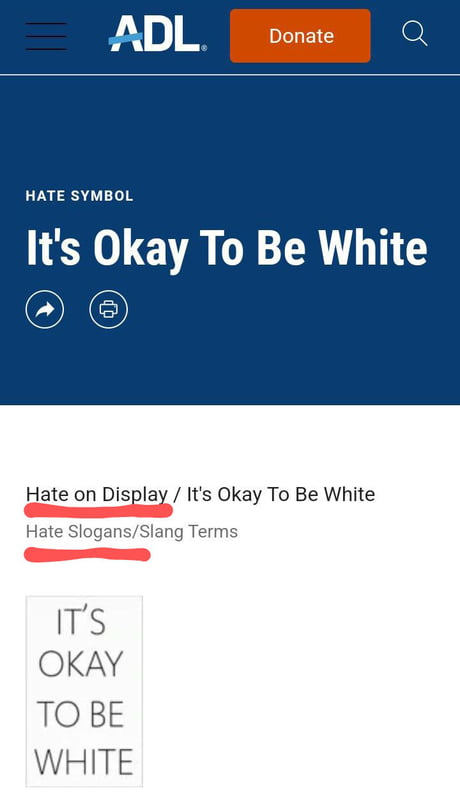 ADL®
Donate
HATE SYMBOL
It's Okay To Be White
Hate on Display / It's Okay To Be White
Hate Slogans/Slang Terms
IT'S
OKAY
TO BE
WHITE